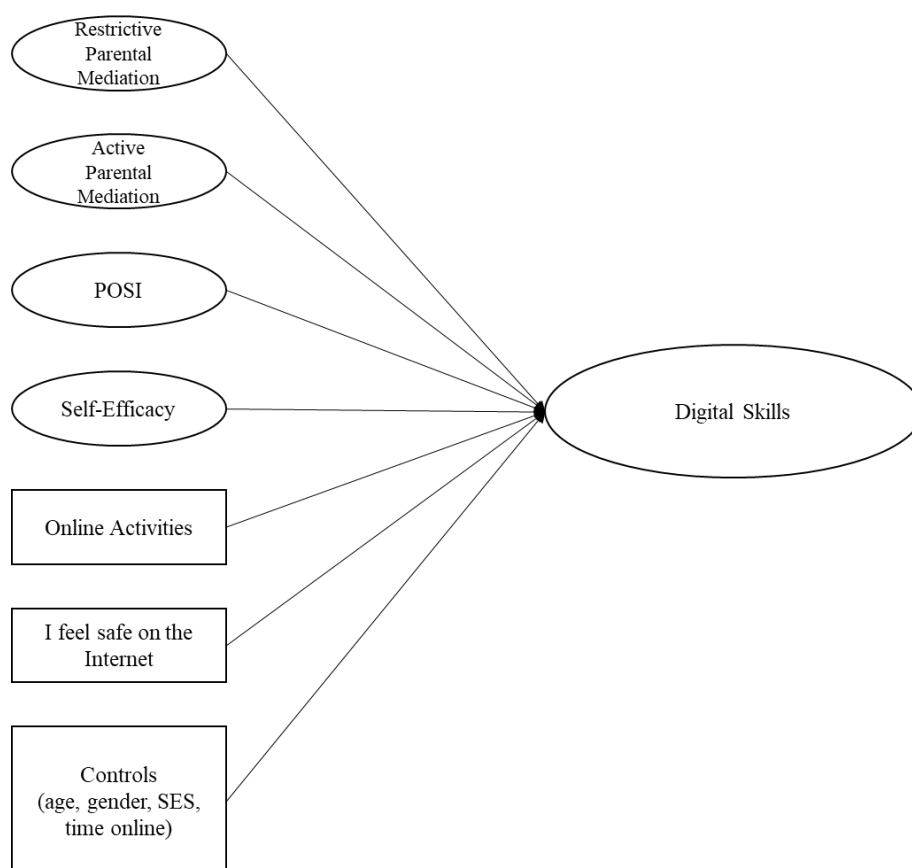 Restrictive
Parental
Mediation
Active
Parental
Mediation
POSI
Self-Efficacy
Digital Skills
Online Activities
I feel safe on the
Internet
Controls
(age, gender, SES,
time online)